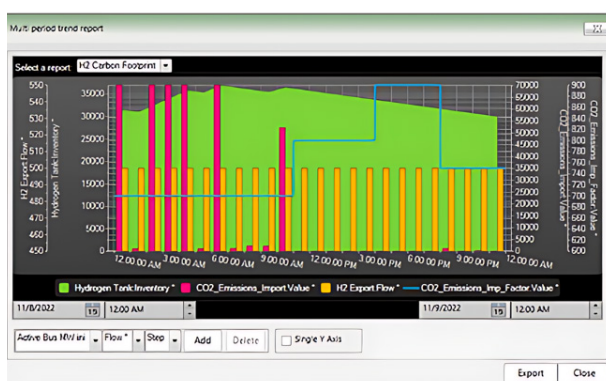 Multi period trend report
Select a report H2 Carbon Footprint
550 35000 70000 900
540 30000 65000 880
530 25000 60000 860
520 20000 55000 840
510 15000 50000 820
500 10000 45000 800
490 5000 40000 780
480 0 35000 760
470 30000 740
460 25000 720
450 20000 700
15000 680
10000 660
5000 640
0 620
600
H2 Export Flow *
Hydrogen Tank:Inventory *
CO2_Emissions_Import Value *
CO2_Emissions_Imp_Factor.Value *
12:00:00 AM 3:00:00 AM 6:00:00 AM 9:00:00 AM 12:00:00 PM 3:00:00 PM 6:00:00 PM 9:00:00 PM 12:00:00 AM
Hydrogen Tank:Inventory * CO2_Emissions_Import.Value * H2 Export Flow * CO2_Emissions_Imp_Factor.Value *
11/8/2022 15 12:00 AM 11/9/2022 15 12:00 AM
Active Bus MW ini Flow * Step Add Delete Single Y Axis
Export Close